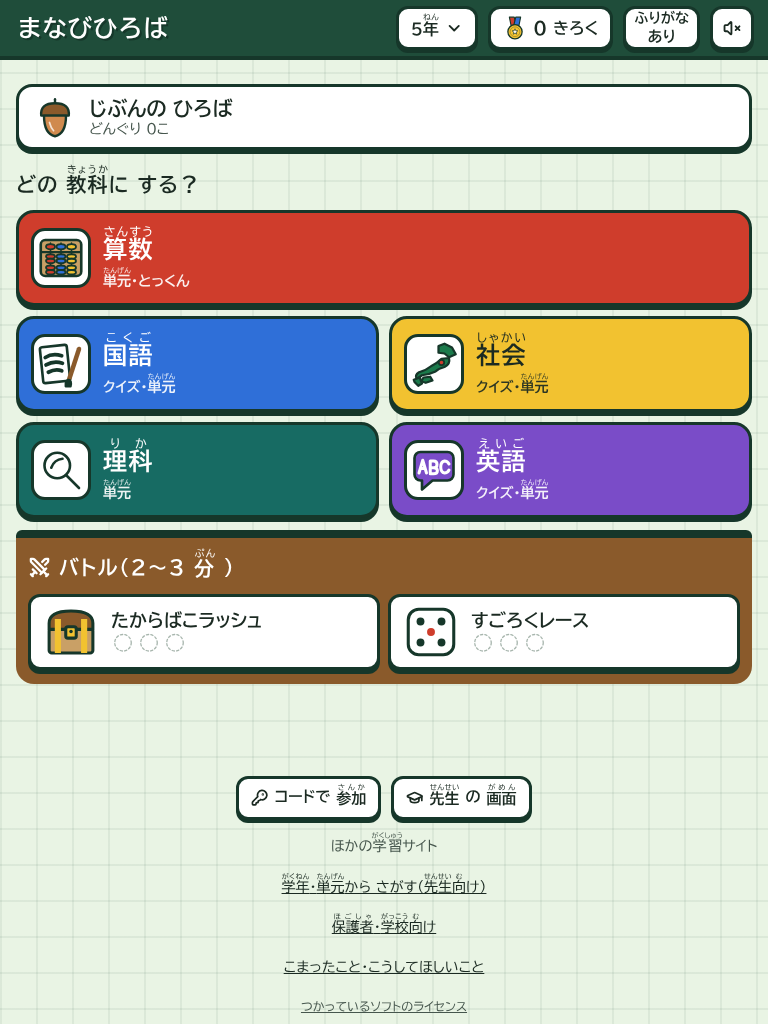 まなびひろば
5年 ねん
0 きろく
ふりがな
あり
じぶんの ひろば
どんぐり 0こ
きょうか
どの 教科に する？
さんすう
算数
たんげん
単元・とっくん
こくご
国語
たんげん
クイズ・単元
しゃかい
社会
たんげん
クイズ・単元
りか
理科
たんげん
単元
えいご
英語
ABC
たんげん
クイズ・単元
ぷん
バトル（2〜3 分 ）
たからばこラッシュ
すごろくレース
さんか
コードで 参加
せんせい がめん
先生 の 画面
がくしゅう
ほかの学習サイト
がくねん たんげん せんせい む
学年・単元から さがす（先生向け）
ほごしゃ がっこう む
保護者・学校向け
こまったこと・こうしてほしいこと
つかっているソフトのライセンス